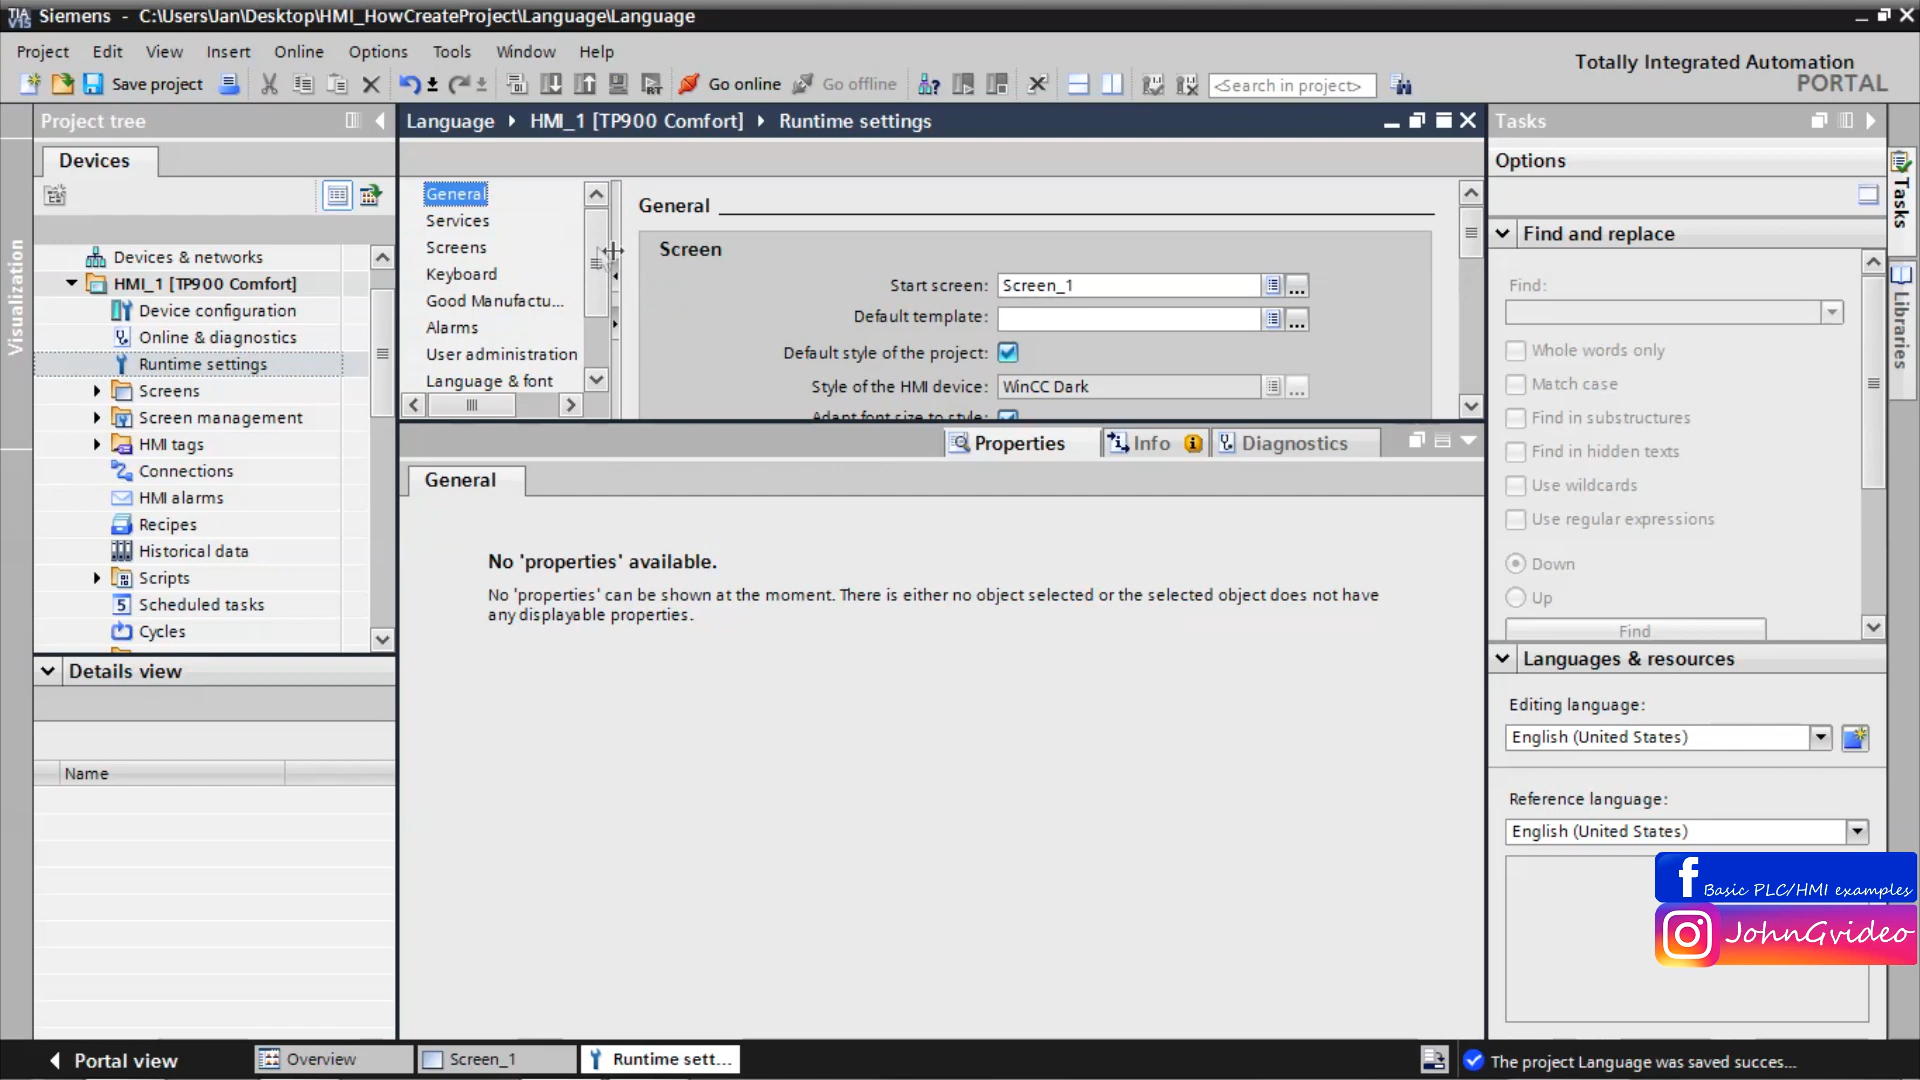 Siemens - C:\Users\Jan\Desktop\HMI_HowCreateProject\Language\Language
Project Edit View Insert Online Options Tools Window Help
Totally Integrated Automation
PORTAL
Save project
Go online
Go offline
<Search in project>
Project tree
Devices
Visualization
Devices & networks
HMI_1 [TP900 Comfort]
Device configuration
Online & diagnostics
Runtime settings
Screens
Screen management
HMI tags
Connections
HMI alarms
Recipes
Historical data
Scripts
Scheduled tasks
Cycles
Details view
Name
Language HMI_1 [TP900 Comfort] Runtime settings
General
Services
Screens
Keyboard
Good Manufactu...
Alarms
User administration
Language & font
General
Screen
Start screen: Screen_1
Default template:
Default style of the project:
Style of the HMI device: WinCC Dark
Adapt font size to style:
Properties
Info
Diagnostics
General
No 'properties' available.
No 'properties' can be shown at the moment. There is either no object selected or the selected object does not have
any displayable properties.
Tasks
Options
Find and replace
Find:
Whole words only
Match case
Find in substructures
Find in hidden texts
Use wildcards
Use regular expressions
Down
Up
Find
Languages & resources
Editing language:
English (United States)
Reference language:
English (United States)
Tasks
Libraries
Basic PLC/HMI examples
JohnGvideo
Portal view
Overview
Screen_1
Runtime sett...
The project Language was saved succes...